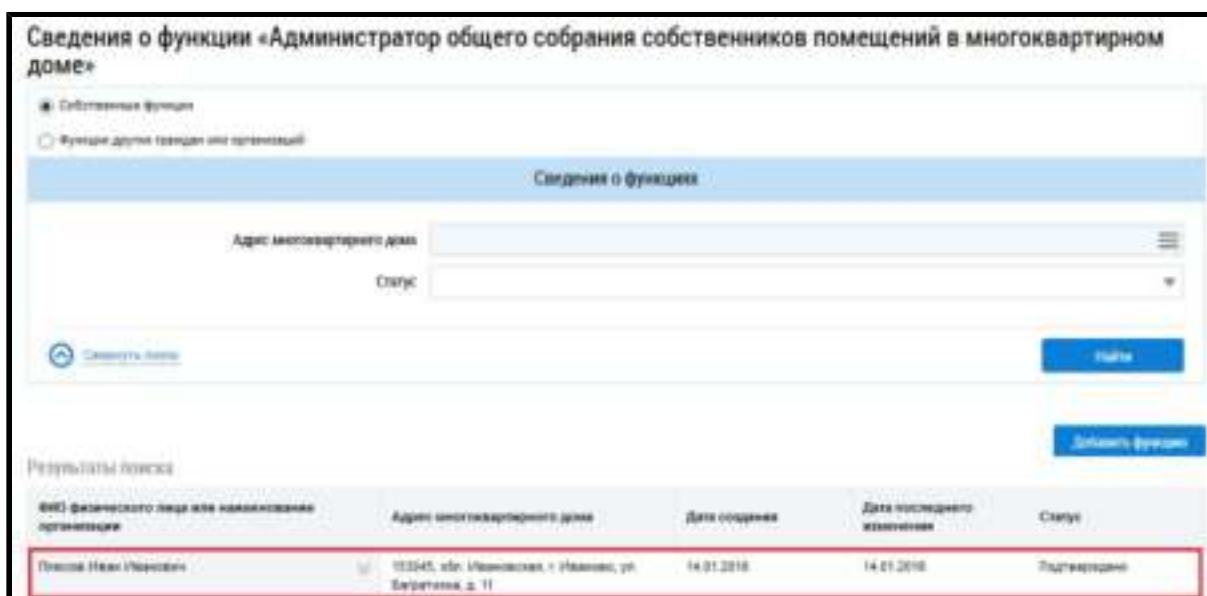 Сведения о функции «Администратор общего собрания собственников помещений в многоквартирном
доме»
Собственные функции
Функции других граждан или организаций
Сведения о функциях
Адрес многоквартирного дома
Статус
Свернуть поиск
Найти
Добавить функцию
Результаты поиска
ФИО физического лица или наименование
организации
Адрес многоквартирного дома
Дата создания
Дата последнего
изменения
Статус
Иван Иванович
обл. Ивановская, г. Иваново, ул.
д. 11
14.01.2018
14.01.2018
Подтверждено